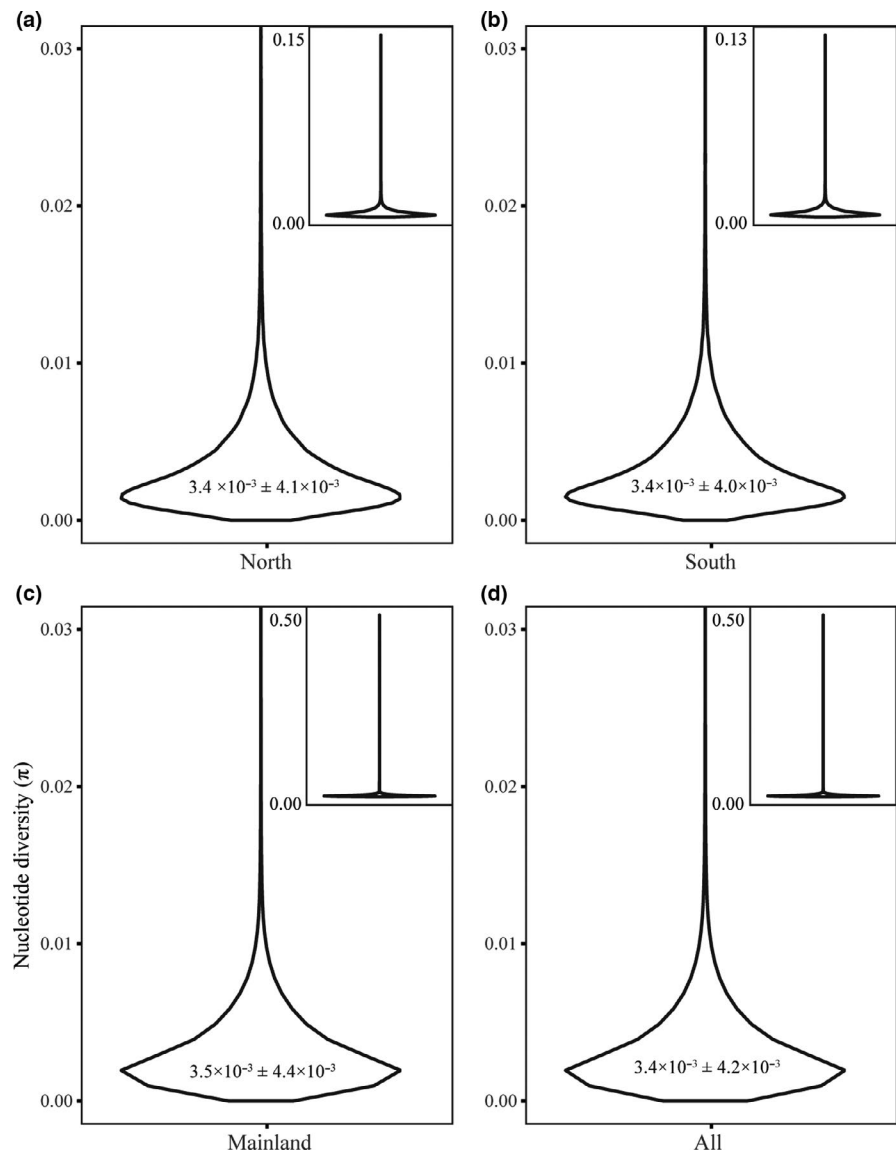 (a)
0.03
0.02
0.01
0.00
0.15
0.00
3.4 ×10⁻³ ± 4.1×10⁻³
North
(b)
0.03
0.02
0.01
0.00
0.13
0.00
3.4×10⁻³ ± 4.0×10⁻³
South
(c)
Nucleotide diversity (π)
0.03
0.02
0.01
0.00
0.50
0.00
3.5×10⁻³ ± 4.4×10⁻³
Mainland
(d)
0.03
0.02
0.01
0.00
0.50
0.00
3.4×10⁻³ ± 4.2×10⁻³
All